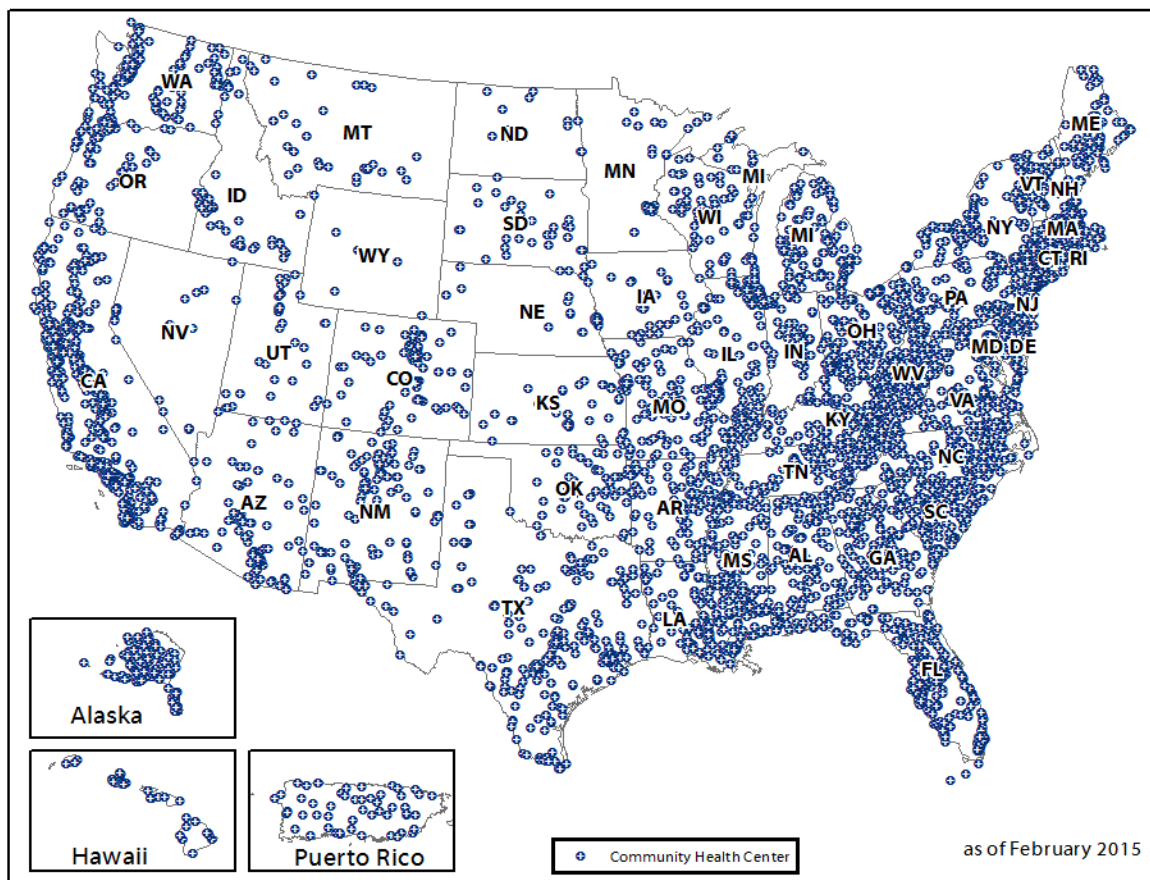 WA
MT
ND
ME
MN
OR
ID
MI
VT
NH
SD
WI
MI
NY
MA
WY
CT
RI
IA
PA
NE
NJ
NV
OH
UT
IL
IN
MD
DE
CA
CO
WV
KS
MO
VA
KY
NC
TN
OK
AZ
NM
AR
SC
MS
AL
GA
TX
LA
FL
Alaska
Hawaii
Puerto Rico
Community Health Center
as of February 2015